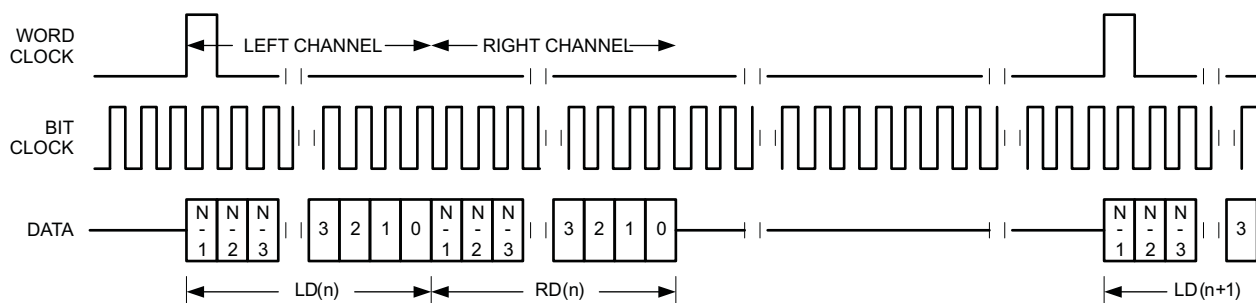 WORD
CLOCK
LEFT CHANNEL
RIGHT CHANNEL
BIT
CLOCK
DATA
N-1 N-2 N-3 3 2 1 0 N-1 N-2 N-3 3 2 1 0 N-1 N-2 N-3 3
LD(n) RD(n) LD(n+1)